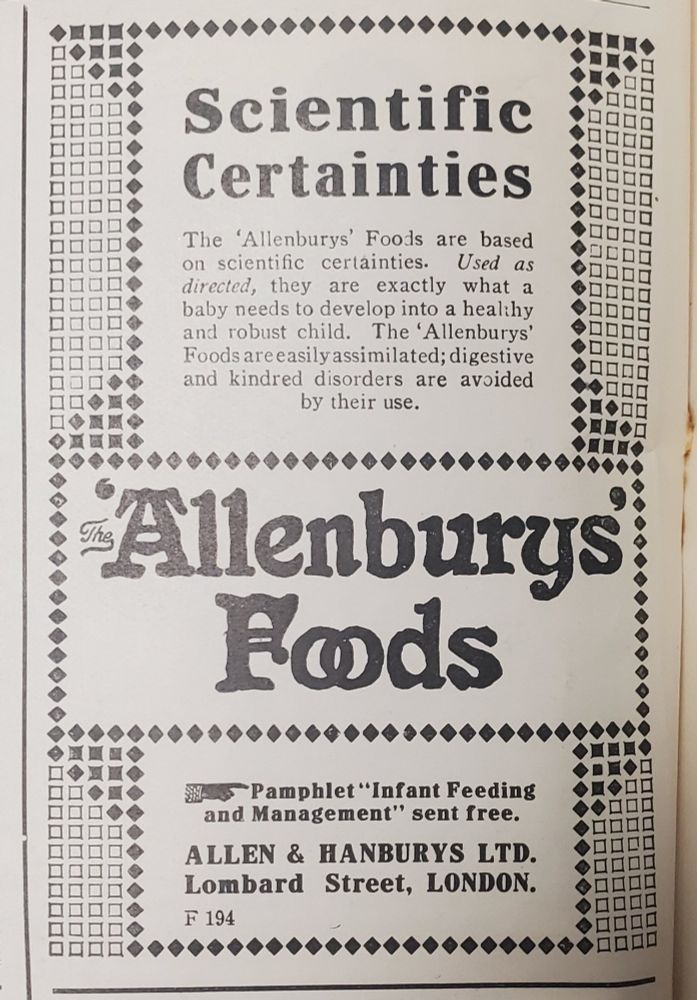 Scientific
Certainties
The 'Allenburys' Foods are based
on scientific certainties. Used as
directed, they are exactly what a
baby needs to develop into a healthy
and robust child. The 'Allenburys'
Foods are easily assimilated; digestive
and kindred disorders are avoided
by their use.
The 'Allenburys'
Foods
Pamphlet "Infant Feeding
and Management" sent free.
ALLEN & HANBURYS LTD.
Lombard Street, LONDON.
F 194